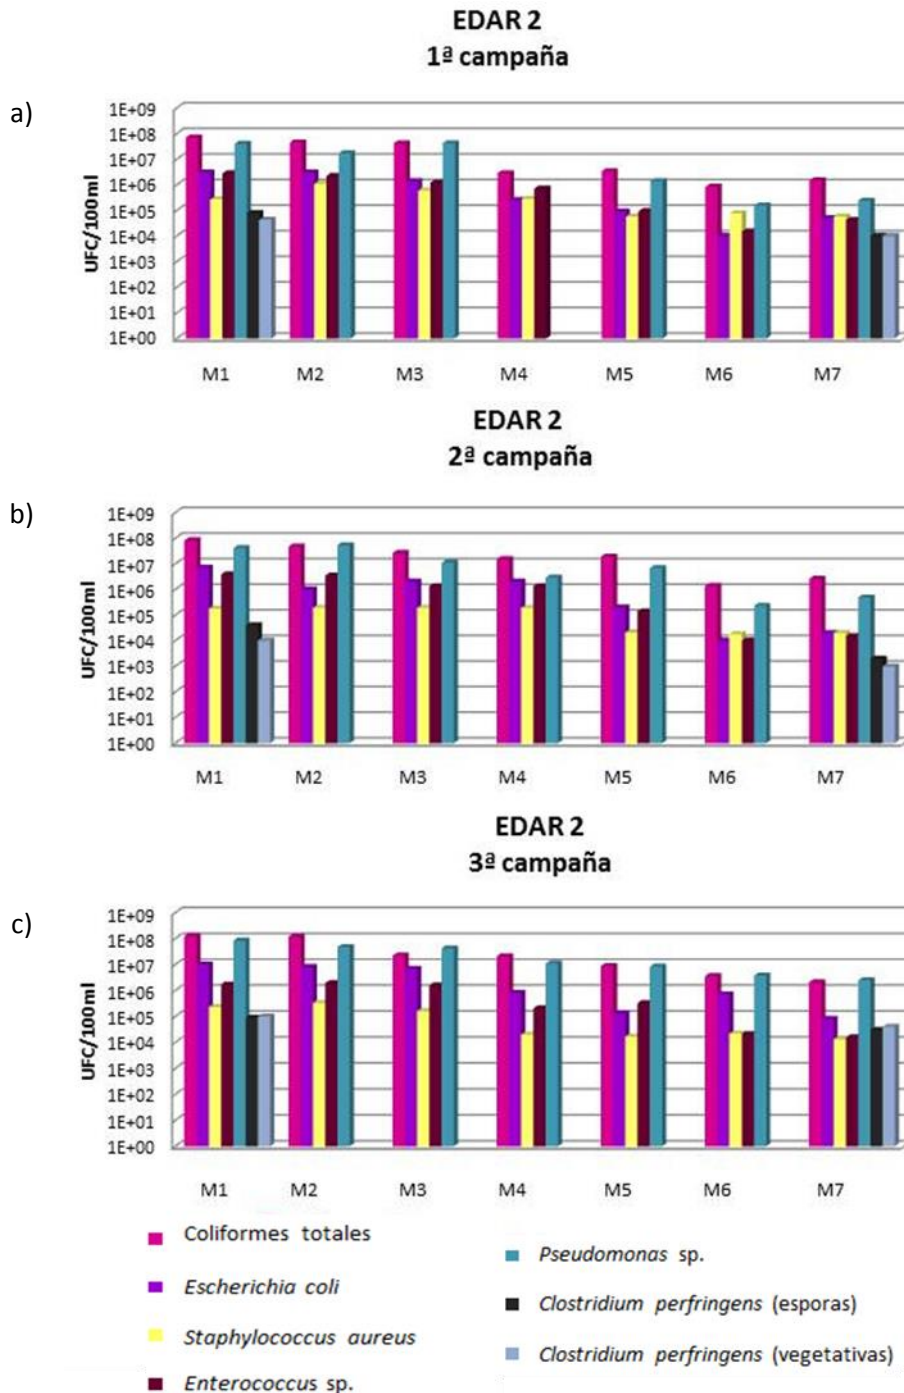 EDAR 2
1ª campaña
a)
1E+09
1E+08
1E+07
1E+06
1E+05
1E+04
1E+03
1E+02
1E+01
1E+00
UFC/100ml
M1 M2 M3 M4 M5 M6 M7
EDAR 2
2ª campaña
b)
1E+09
1E+08
1E+07
1E+06
1E+05
1E+04
1E+03
1E+02
1E+01
1E+00
UFC/100ml
M1 M2 M3 M4 M5 M6 M7
EDAR 2
3ª campaña
c)
1E+09
1E+08
1E+07
1E+06
1E+05
1E+04
1E+03
1E+02
1E+01
1E+00
UFC/100ml
M1 M2 M3 M4 M5 M6 M7
Coliformes totales
Escherichia coli
Staphylococcus aureus
Enterococcus sp.
Pseudomonas sp.
Clostridium perfringens (esporas)
Clostridium perfringens (vegetativas)